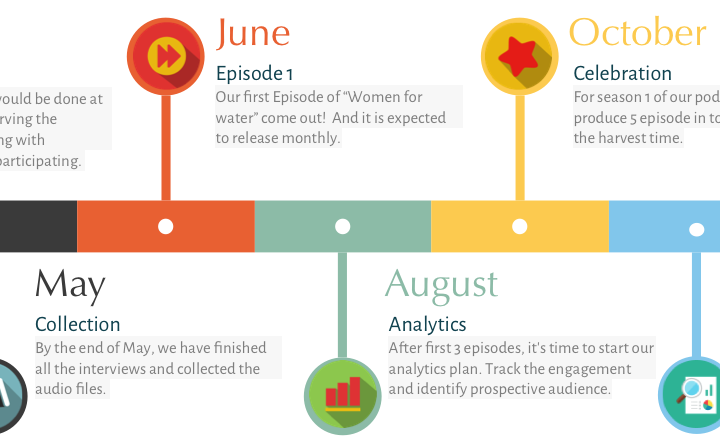 June
Episode 1
Our first Episode of “Women for
water” come out! And it is expected
to release monthly.
October
Celebration
For season 1 of our
produce 5 episode in
the harvest time.
would be done at
the
with
participating.
May
Collection
By the end of May, we have finished
all the interviews and collected the
audio files.
August
Analytics
After first 3 episodes, it's time to start our
analytics plan. Track the engagement
and identify prospective audience.